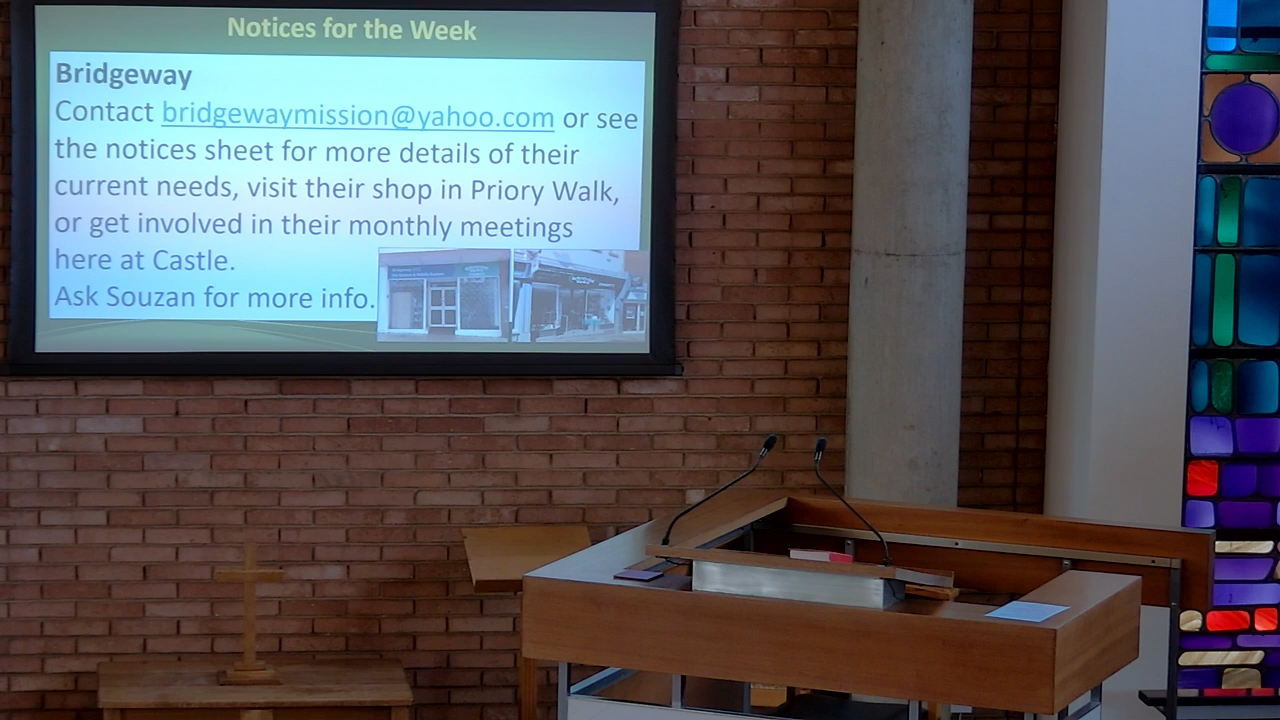 Notices for the Week
Bridgeway
Contact bridgewaymission@yahoo.com or see
the notices sheet for more details of their
current needs, visit their shop in Priory Walk,
or get involved in their monthly meetings
here at Castle.
Ask Souzan for more info.